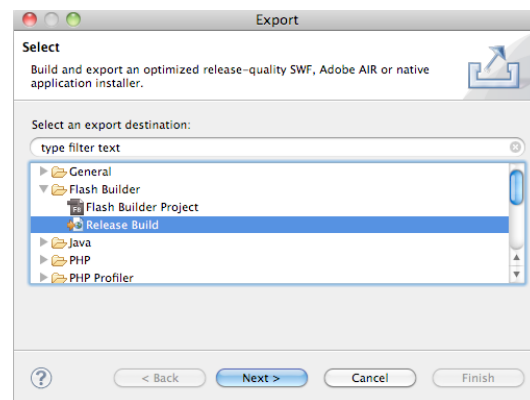 Export
Select
Build and export an optimized release-quality SWF, Adobe AIR or native
application installer.
Select an export destination:
type filter text
General
Flash Builder
Flash Builder Project
Release Build
Java
PHP
PHP Profiler
?
< Back
Next >
Cancel
Finish